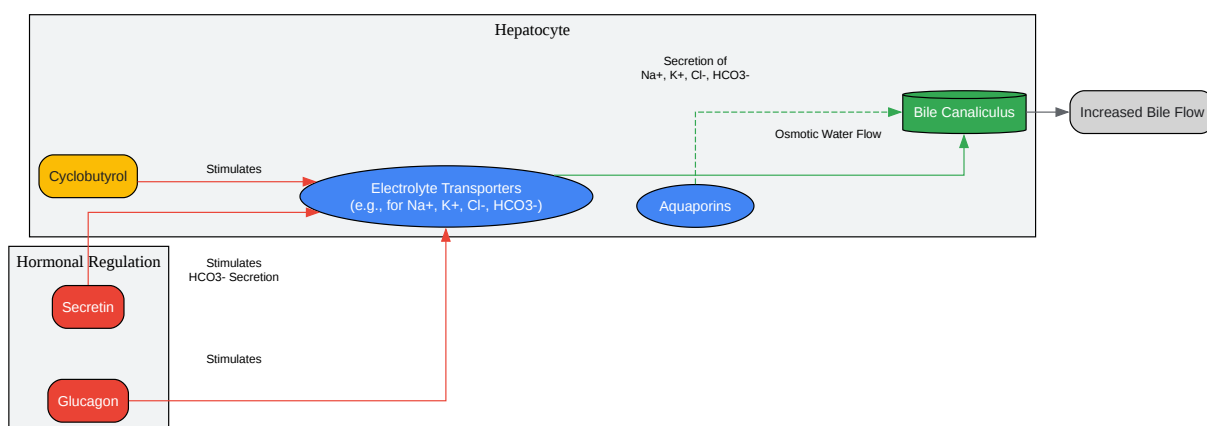 Hepatocyte
Secretion of
Na+, K+, Cl-, HCO3-
Bile Canaliculus
Increased Bile Flow
Osmotic Water Flow
Cyclobutyrol
Stimulates
Electrolyte Transporters
(e.g., for Na+, K+, Cl-, HCO3-)
Aquaporins
Hormonal Regulation
Stimulates
HCO3- Secretion
Secretin
Stimulates
Glucagon